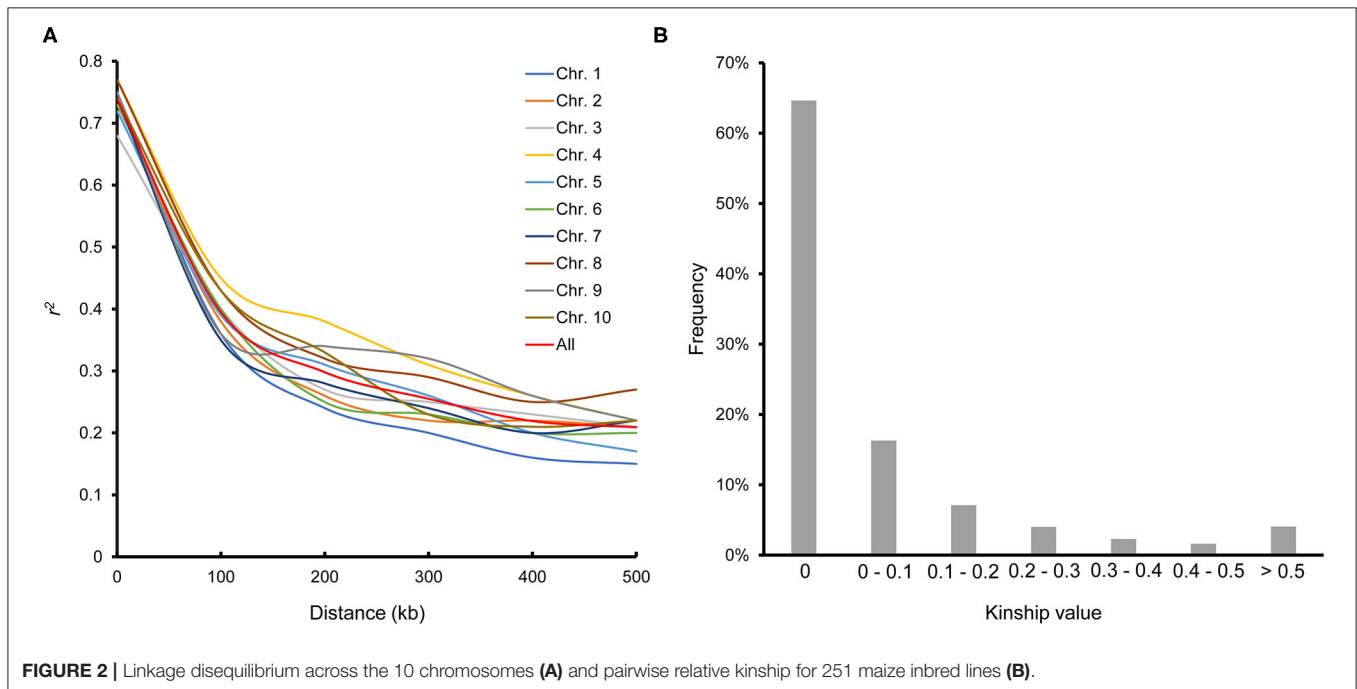 A
0.8
0.7
0.6
0.5
0.4
0.3
0.2
0.1
0
r²
0
100
200
300
400
500
Distance (kb)
Chr. 1
Chr. 2
Chr. 3
Chr. 4
Chr. 5
Chr. 6
Chr. 7
Chr. 8
Chr. 9
Chr. 10
All
B
70%
60%
50%
40%
30%
20%
10%
0%
Frequency
0
0 - 0.1
0.1 - 0.2
0.2 - 0.3
0.3 - 0.4
0.4 - 0.5
> 0.5
Kinship value
FIGURE 2 | Linkage disequilibrium across the 10 chromosomes (A) and pairwise relative kinship for 251 maize inbred lines (B).